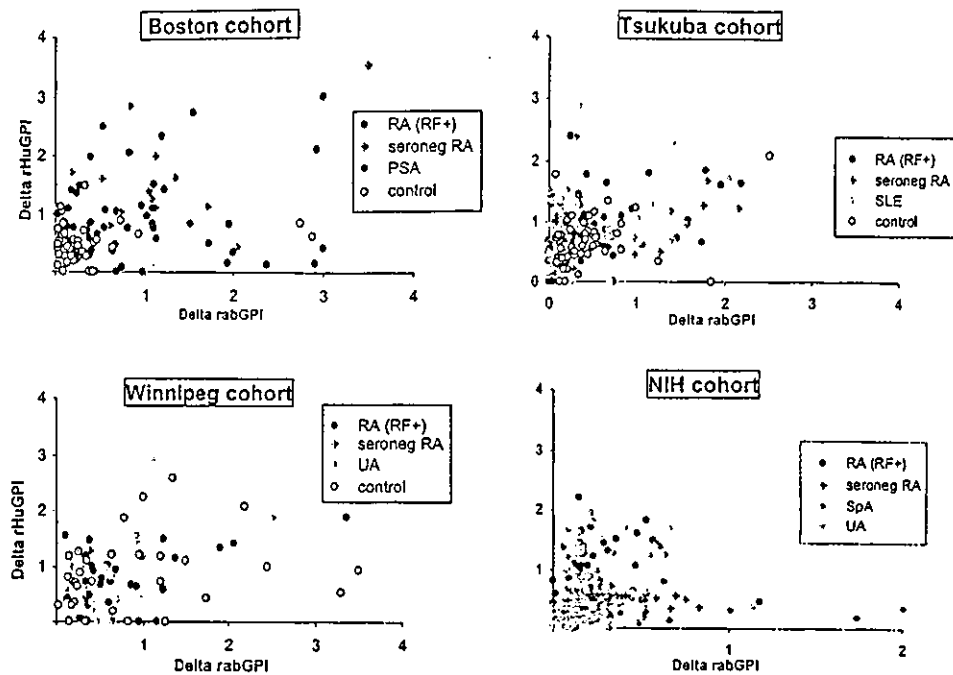 Boston cohort
4
3
2
1
Delta rHuGPI
RA (RF+)
seroneg RA
PSA
control
1
2
3
4
Delta rabGPI
Tsukuba cohort
4
3
2
1
0
Delta rHuGPI
RA (RF+)
seroneg RA
SLE
control
0
1
2
3
4
Delta rabGPI
Winnipeg cohort
4
3
2
1
Delta rHuGPI
RA (RF+)
seroneg RA
UA
control
1
2
3
4
Delta rabGPI
NIH cohort
4
3
2
1
RA (RF+)
seroneg RA
SpA
UA
1
2
Delta rabGPI